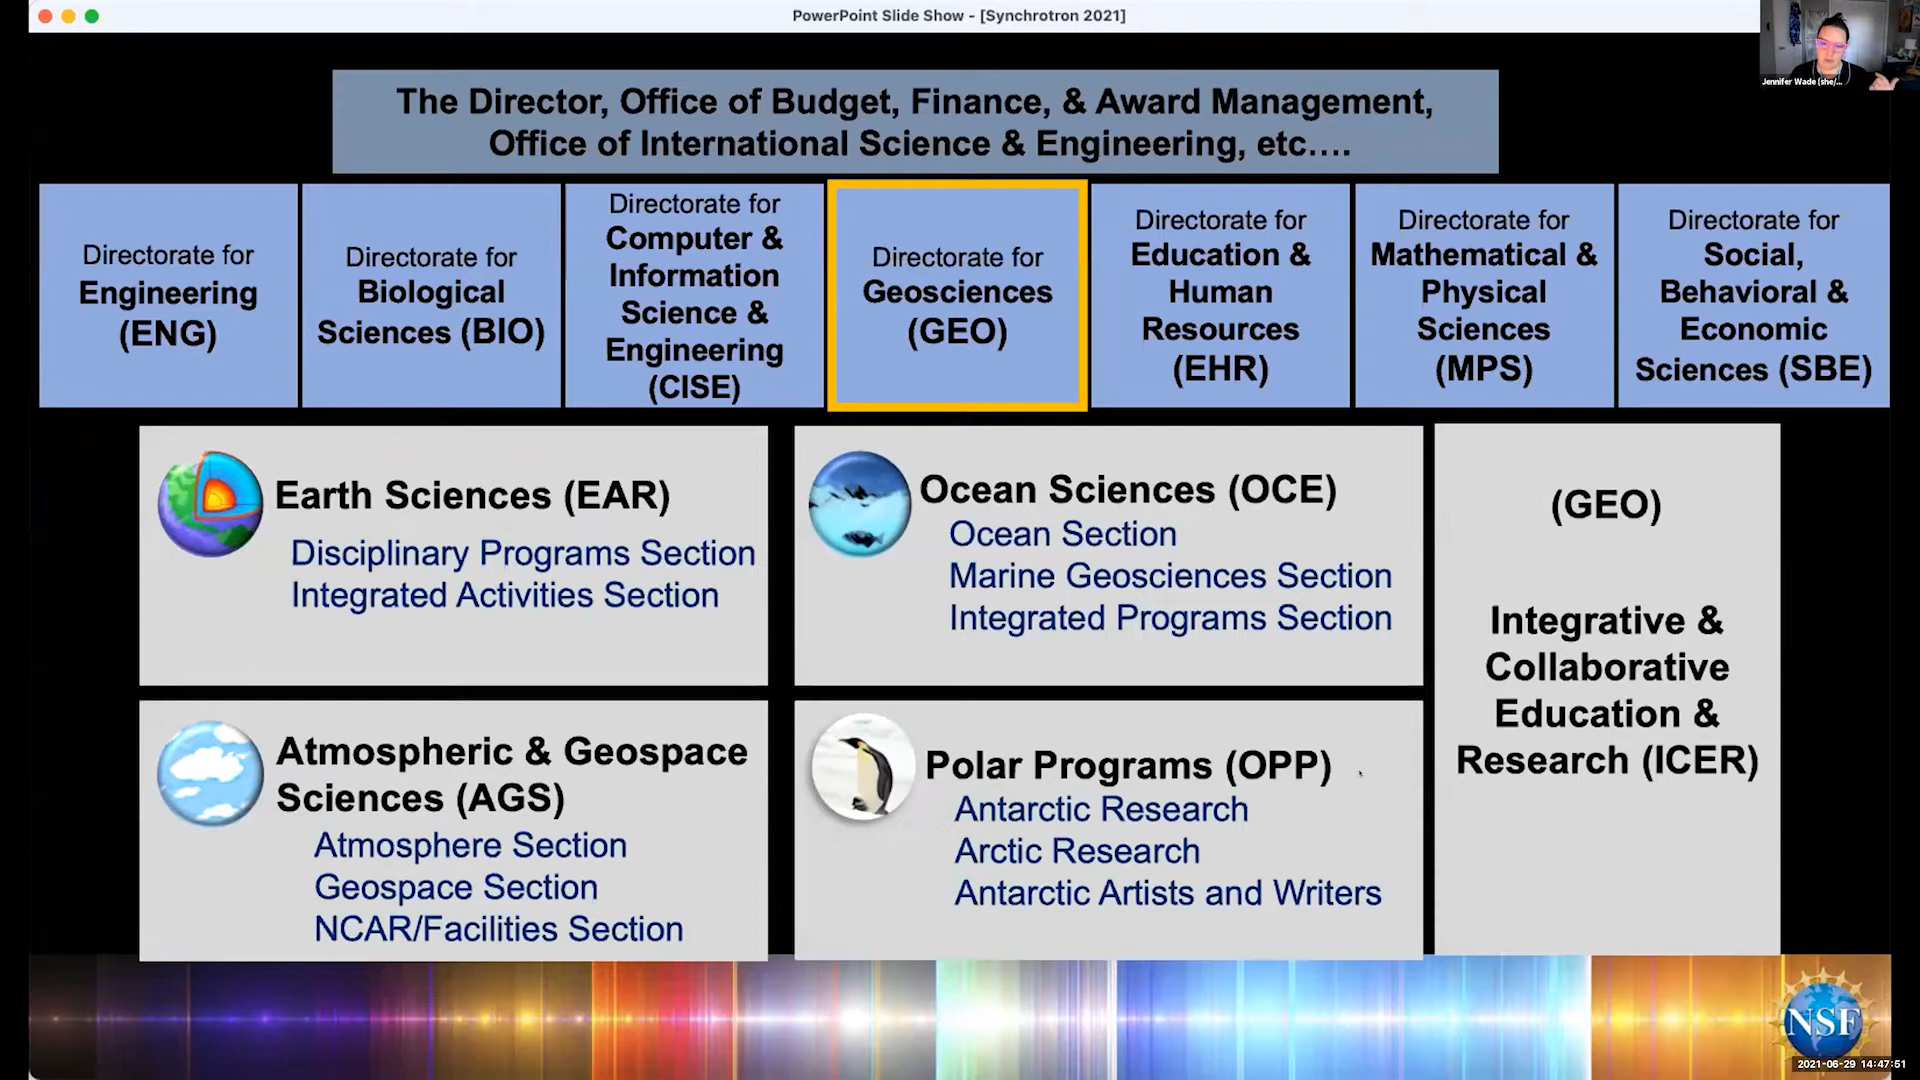 PowerPoint Slide Show - [Synchrotron 2021]
Jennifer Wade (she/...
The Director, Office of Budget, Finance, & Award Management,
Office of International Science & Engineering, etc....
Directorate for
Engineering
(ENG)
Directorate for
Biological
Sciences (BIO)
Directorate for
Computer &
Information
Science &
Engineering
(CISE)
Directorate for
Geosciences
(GEO)
Directorate for
Education &
Human
Resources
(EHR)
Directorate for
Mathematical &
Physical
Sciences
(MPS)
Directorate for
Social,
Behavioral &
Economic
Sciences (SBE)
Earth Sciences (EAR)
Disciplinary Programs Section
Integrated Activities Section
Ocean Sciences (OCE)
Ocean Section
Marine Geosciences Section
Integrated Programs Section
(GEO)
Integrative &
Collaborative
Education &
Research (ICER)
Atmospheric & Geospace
Sciences (AGS)
Atmosphere Section
Geospace Section
NCAR/Facilities Section
Polar Programs (OPP)
Antarctic Research
Arctic Research
Antarctic Artists and Writers
NSF
2021-06-29 14:47:51